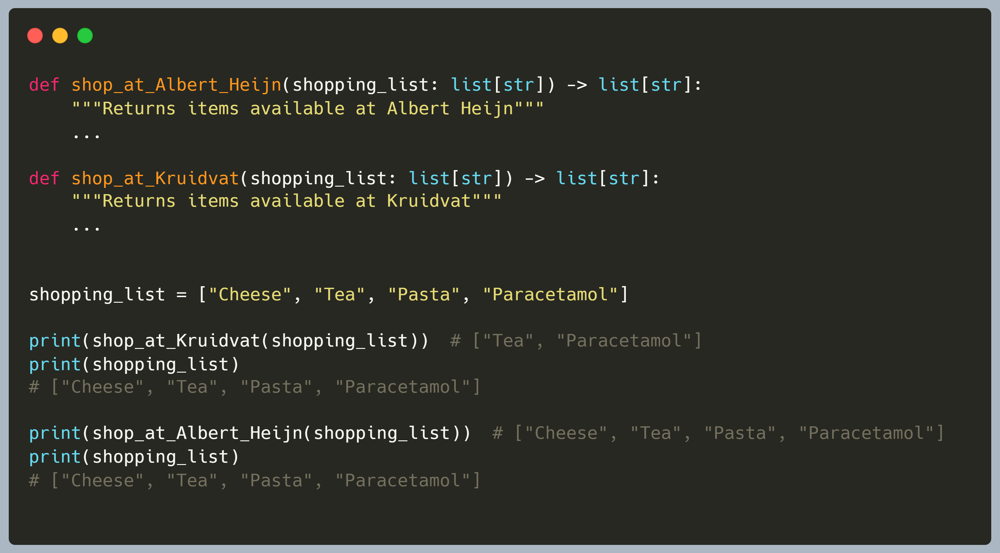 def shop_at_Albert_Heijn(shopping_list: list[str]) -> list[str]:
    """Returns items available at Albert Heijn"""
    ...
def shop_at_Kruidvat(shopping_list: list[str]) -> list[str]:
    """Returns items available at Kruidvat"""
    ...
shopping_list = ["Cheese", "Tea", "Pasta", "Paracetamol"]
print(shop_at_Kruidvat(shopping_list))  # ["Tea", "Paracetamol"]
print(shopping_list)
# ["Cheese", "Tea", "Pasta", "Paracetamol"]
print(shop_at_Albert_Heijn(shopping_list))  # ["Cheese", "Tea", "Pasta", "Paracetamol"]
print(shopping_list)
# ["Cheese", "Tea", "Pasta", "Paracetamol"]